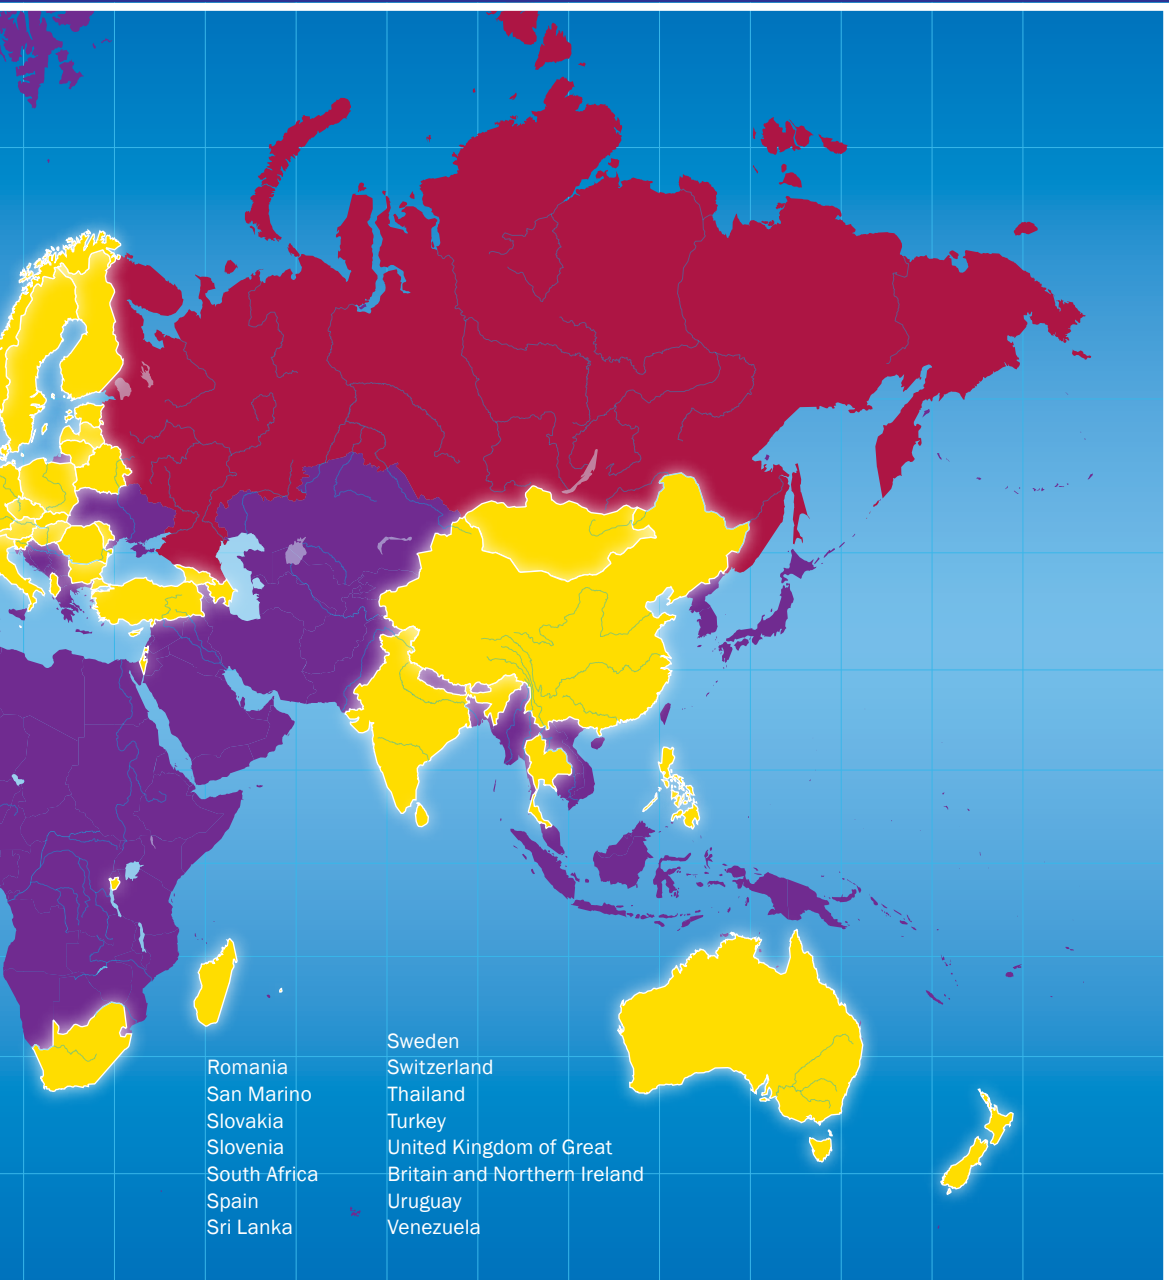 Romania
San Marino
Slovakia
Slovenia
South Africa
Spain
Sri Lanka
Sweden
Switzerland
Thailand
Turkey
United Kingdom of Great
Britain and Northern Ireland
Uruguay
Venezuela